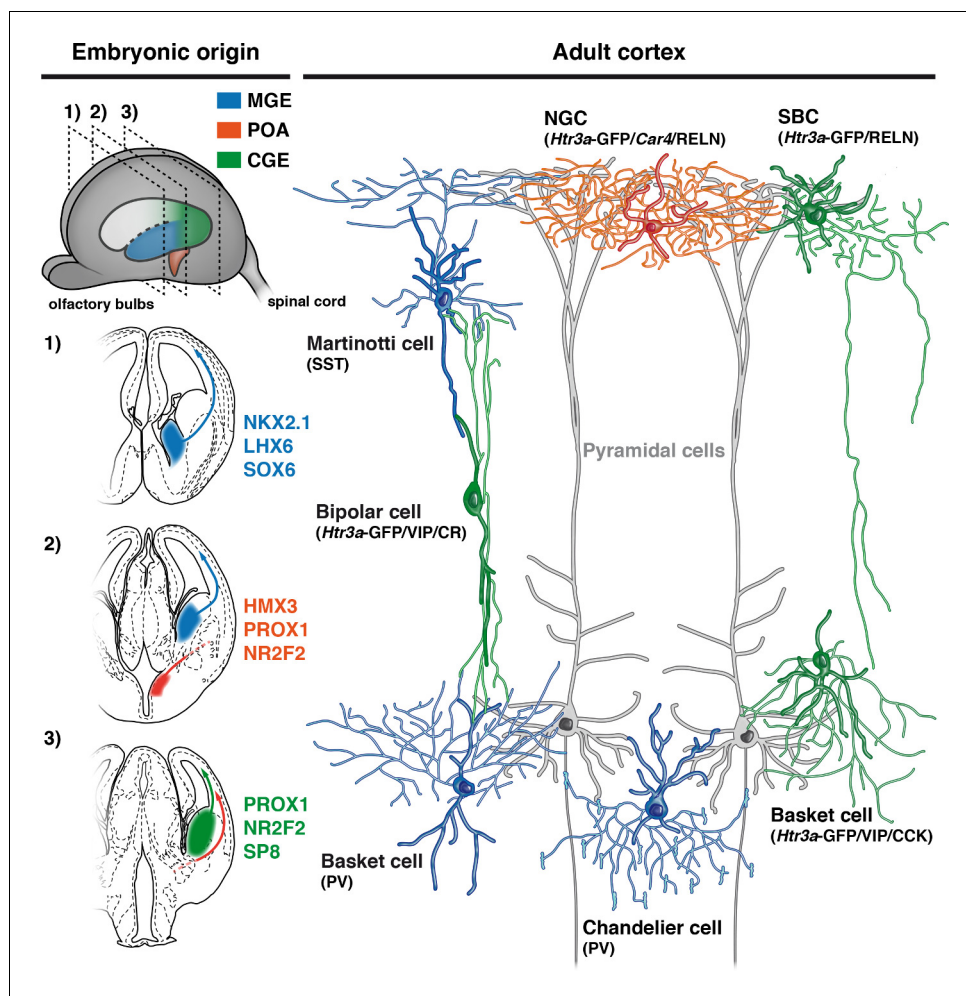 Embryonic origin
Adult cortex
1) 2) 3)
MGE
POA
CGE
olfactory bulbs
spinal cord
1)
NKX2.1
LHX6
SOX6
2)
HMX3
PROX1
NR2F2
3)
PROX1
NR2F2
SP8
NGC
(Htr3a-GFP/Car4/RELN)
SBC
(Htr3a-GFP/RELN)
Martinotti cell
(SST)
Pyramidal cells
Bipolar cell
(Htr3a-GFP/VIP/CR)
Basket cell
(PV)
Chandelier cell
(PV)
Basket cell
(Htr3a-GFP/VIP/CCK)